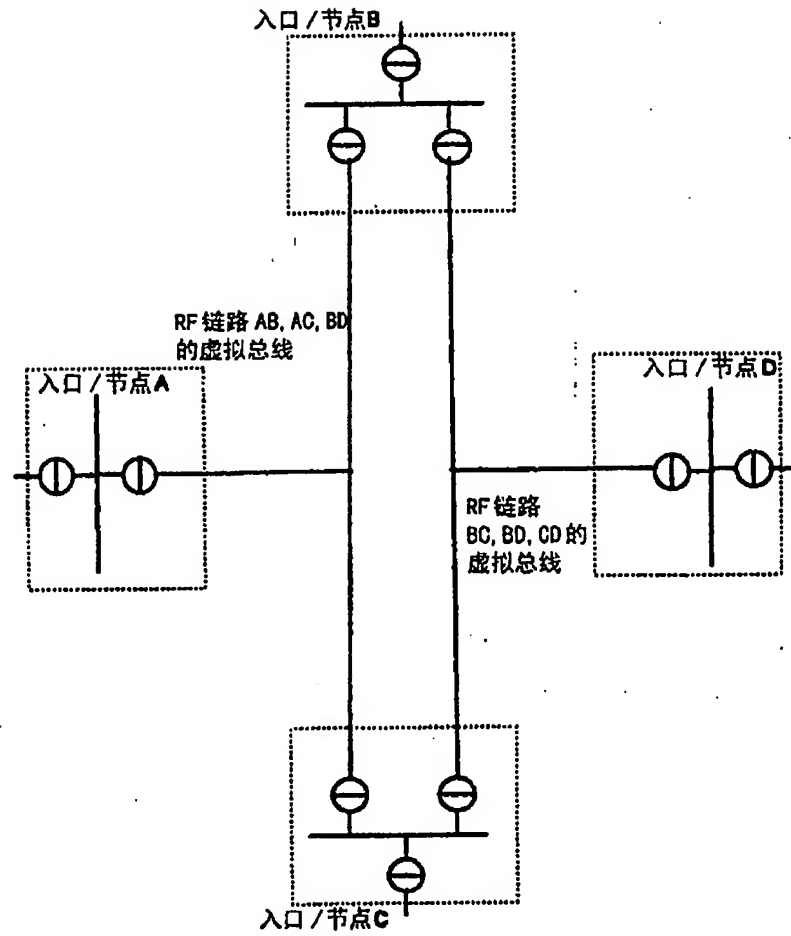 入口/节点B
RF链路 AB, AC, BD
的虚拟总线
入口/节点A
入口/节点D
RF链路
BC, BD, CD的
虚拟总线
入口/节点C